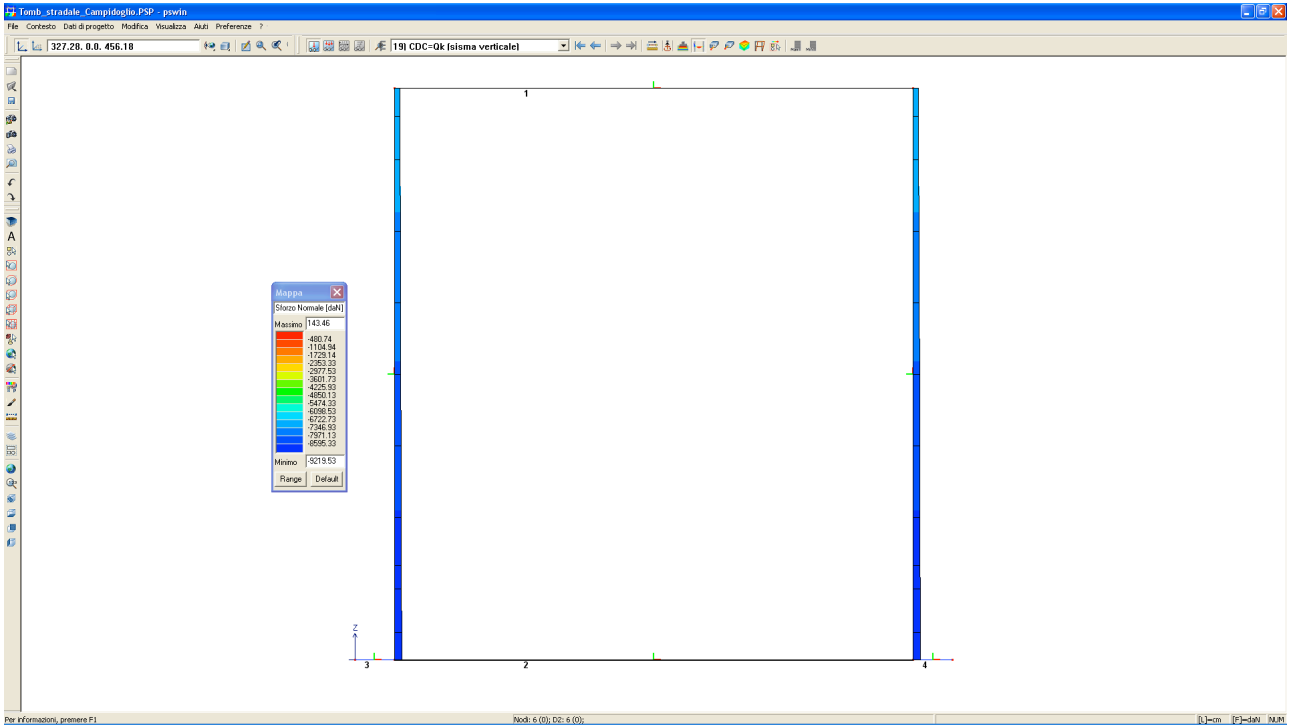 Tomb_stradale_Campidoglio.PSP - pswin
File Contesto Dati di progetto Modifica Visualizza Aiuti Preferenze ?
327.28. 0.0. 456.18
19) CDC=Qk (sisma verticale)
1
Mappa
Sforzo Normale [daN]
Massimo 143.46
-480.74
-1104.94
-1729.14
-2353.33
-2977.53
-3601.73
-4225.93
-4850.13
-5474.33
-6098.53
-6722.73
-7346.93
-7971.13
-8595.33
Minimo -9219.53
Range Default
A
Z
3 2 4
Per informazioni, premere F1 Nodi: 6 (0); D2: 6 (0); [L]=cm [F]=daN NUM